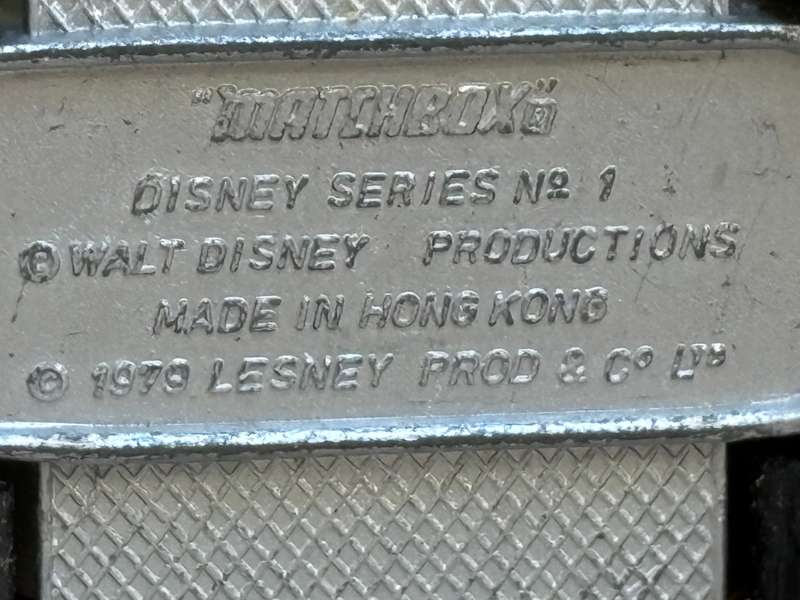 "MATCHBOX"
DISNEY SERIES Nº 1
© WALT DISNEY PRODUCTIONS
MADE IN HONG KONG
© 1979 LESNEY PROD & Cº LTD